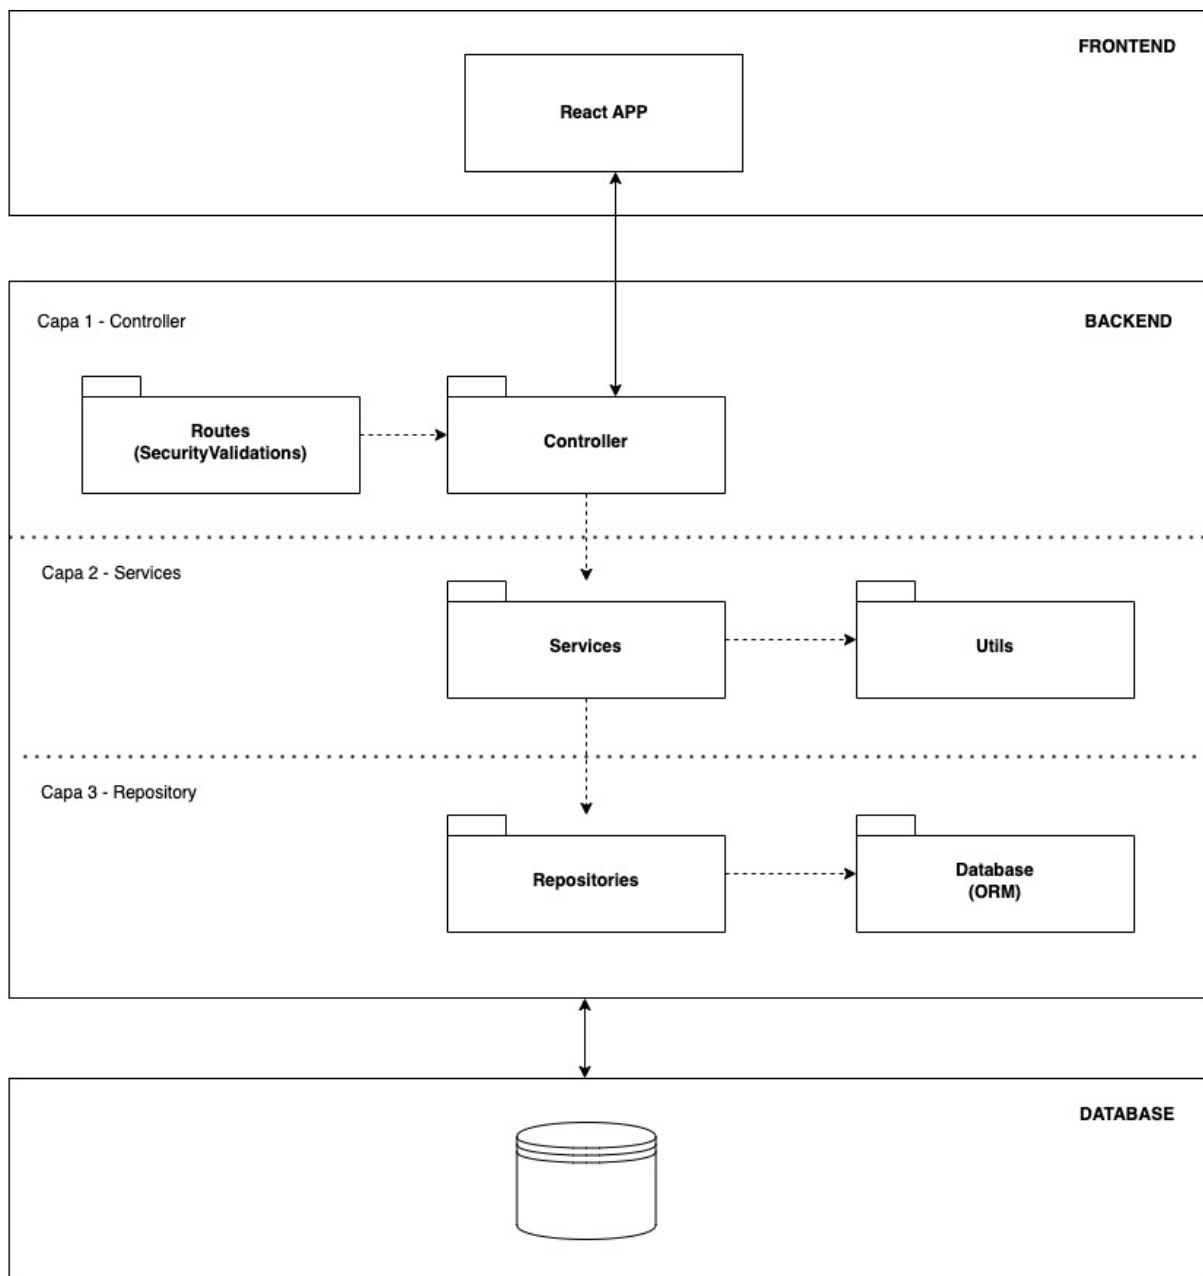 FRONTEND
React APP
Capa 1 - Controller
BACKEND
Routes
(SecurityValidations)
Controller
Capa 2 - Services
Services
Utils
Capa 3 - Repository
Repositories
Database
(ORM)
DATABASE